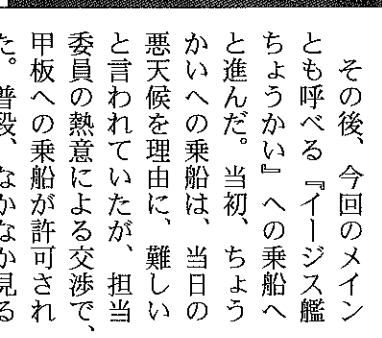 その後、今回のメイン
とも呼べる『イージス艦
ちょうかい』への乗船へ
と進んだ。当初、ちょう
かいへの乗船は、当日の
悪天候を理由に、難しい
と言われていたが、担当
委員の熱意による交渉で、
甲板への乗船が許可され
た。普段、なかなか見る